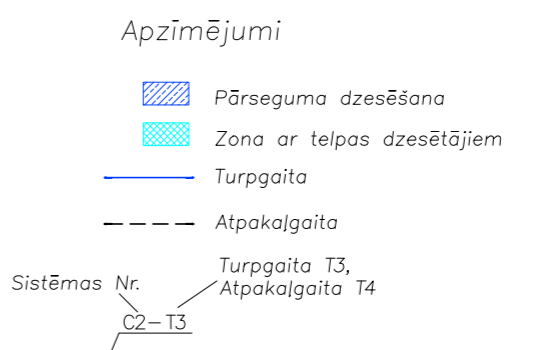 Apzīmējumi
Pārseguma dzesēšana
Zona ar telpas dzesētājiem
Turpgaita
Atpakaļgaita
Sistēmas Nr.
Turpgaita T3,
Atpakaļgaita T4
C2-T3